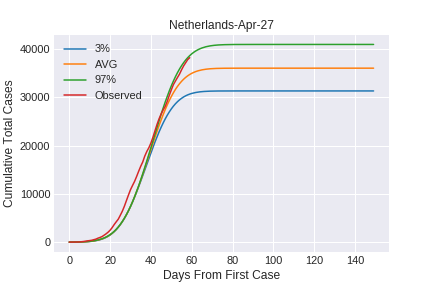 Netherlands-Apr-27
Cumulative Total Cases
40000
30000
20000
10000
0
3%
AVG
97%
Observed
0 20 40 60 80 100 120 140
Days From First Case